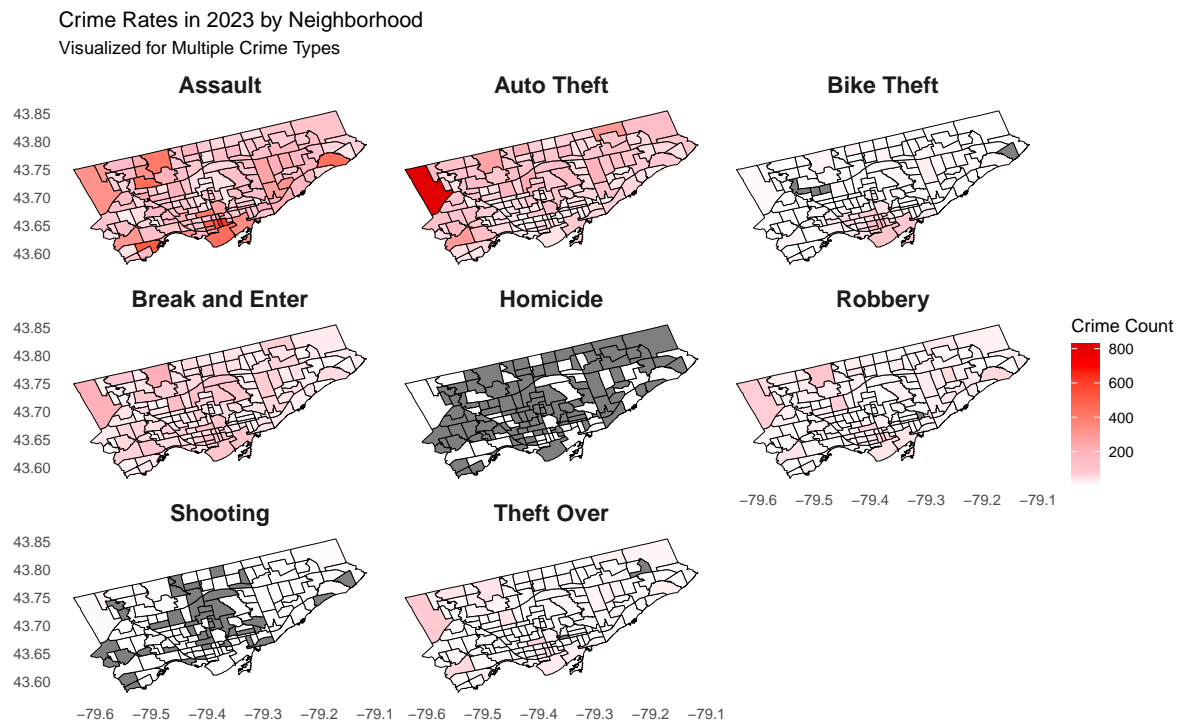 Crime Rates in 2023 by Neighborhood
Visualized for Multiple Crime Types
Assault
Auto Theft
Bike Theft
43.85
43.80
43.75
43.70
43.65
43.60
Break and Enter
Homicide
Robbery
43.85
43.80
43.75
43.70
43.65
43.60
−79.6 −79.5 −79.4 −79.3 −79.2 −79.1
Crime Count
800
600
400
200
Shooting
Theft Over
43.85
43.80
43.75
43.70
43.65
43.60
−79.6 −79.5 −79.4 −79.3 −79.2 −79.1
−79.6 −79.5 −79.4 −79.3 −79.2 −79.1